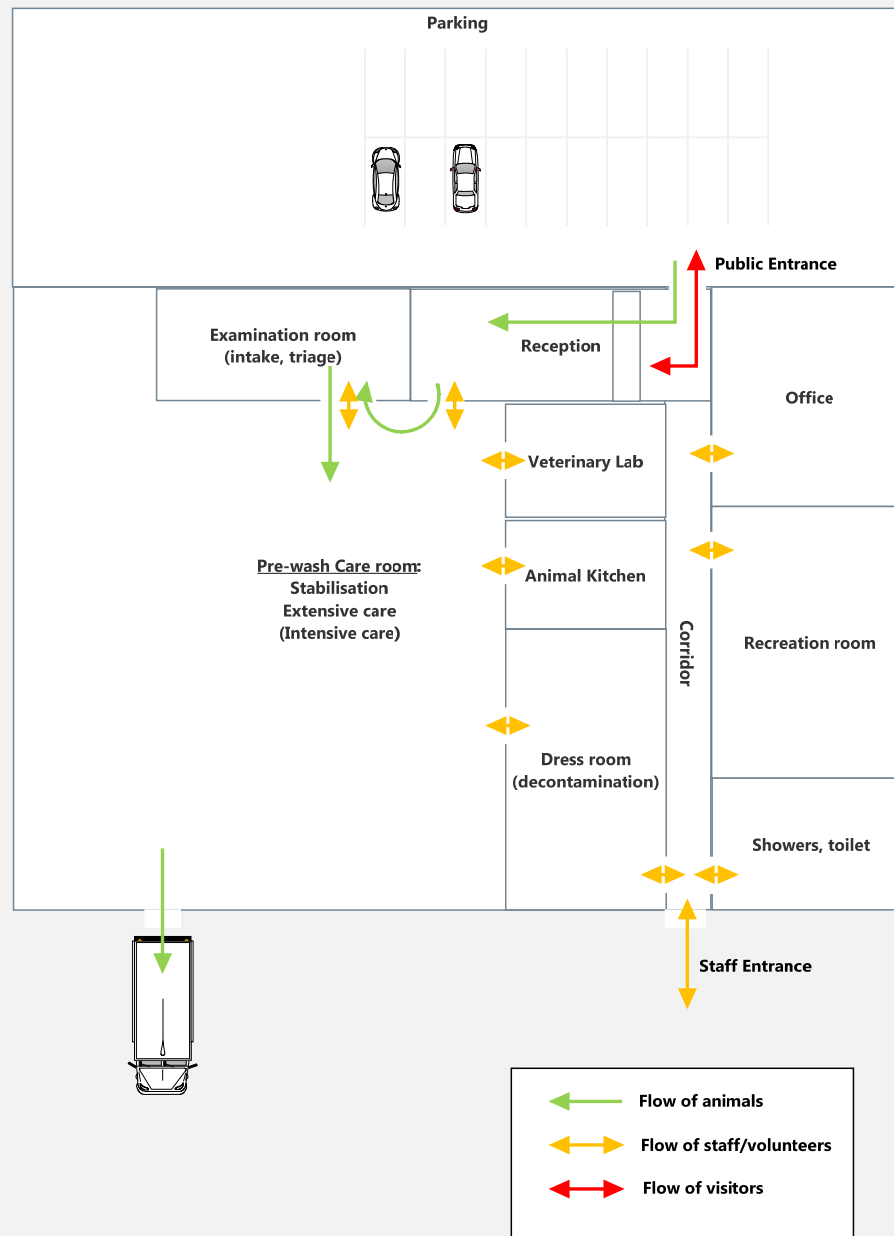 Parking
Public Entrance
Examination room
(intake, triage)
Reception
Office
Veterinary Lab
Pre-wash Care room:
Stabilisation
Extensive care
(Intensive care)
Animal Kitchen
Corridor
Recreation room
Dress room
(decontamination)
Showers, toilet
Staff Entrance
Flow of animals
Flow of staff/volunteers
Flow of visitors